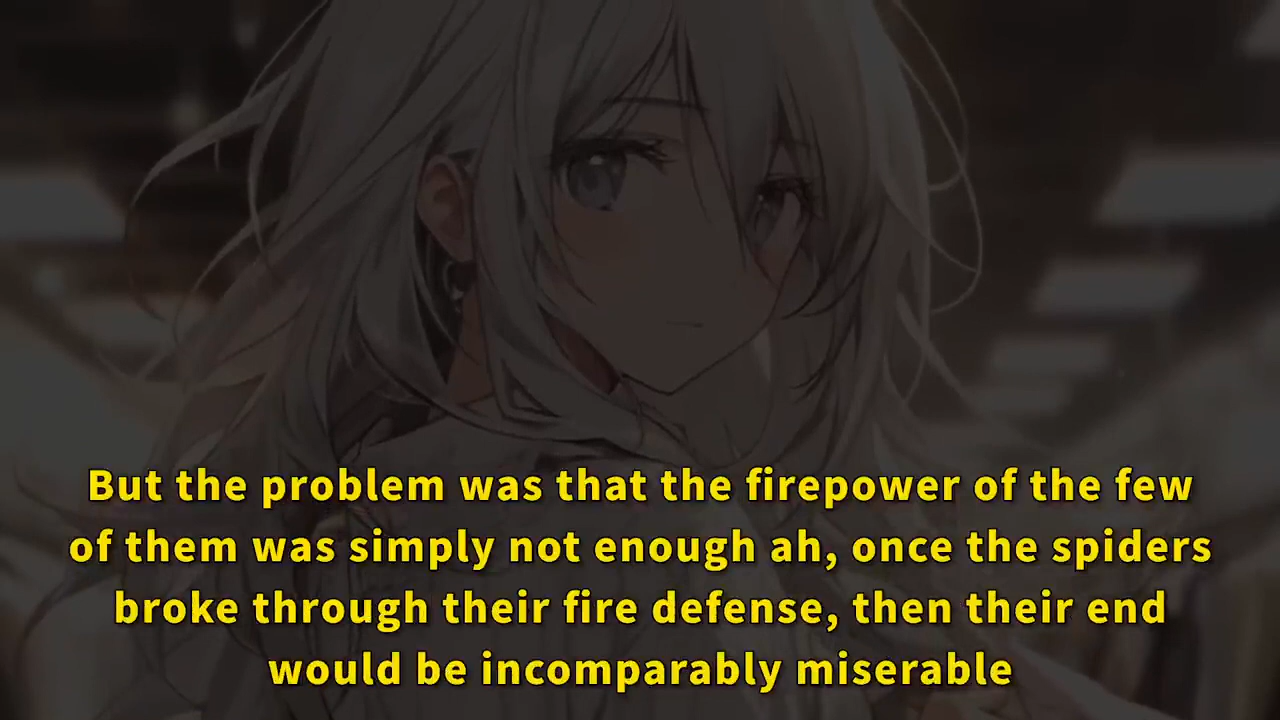 But the problem was that the firepower of the few
of them was simply not enough ah, once the spiders
broke through their fire defense, then their end
would be incomparably miserable